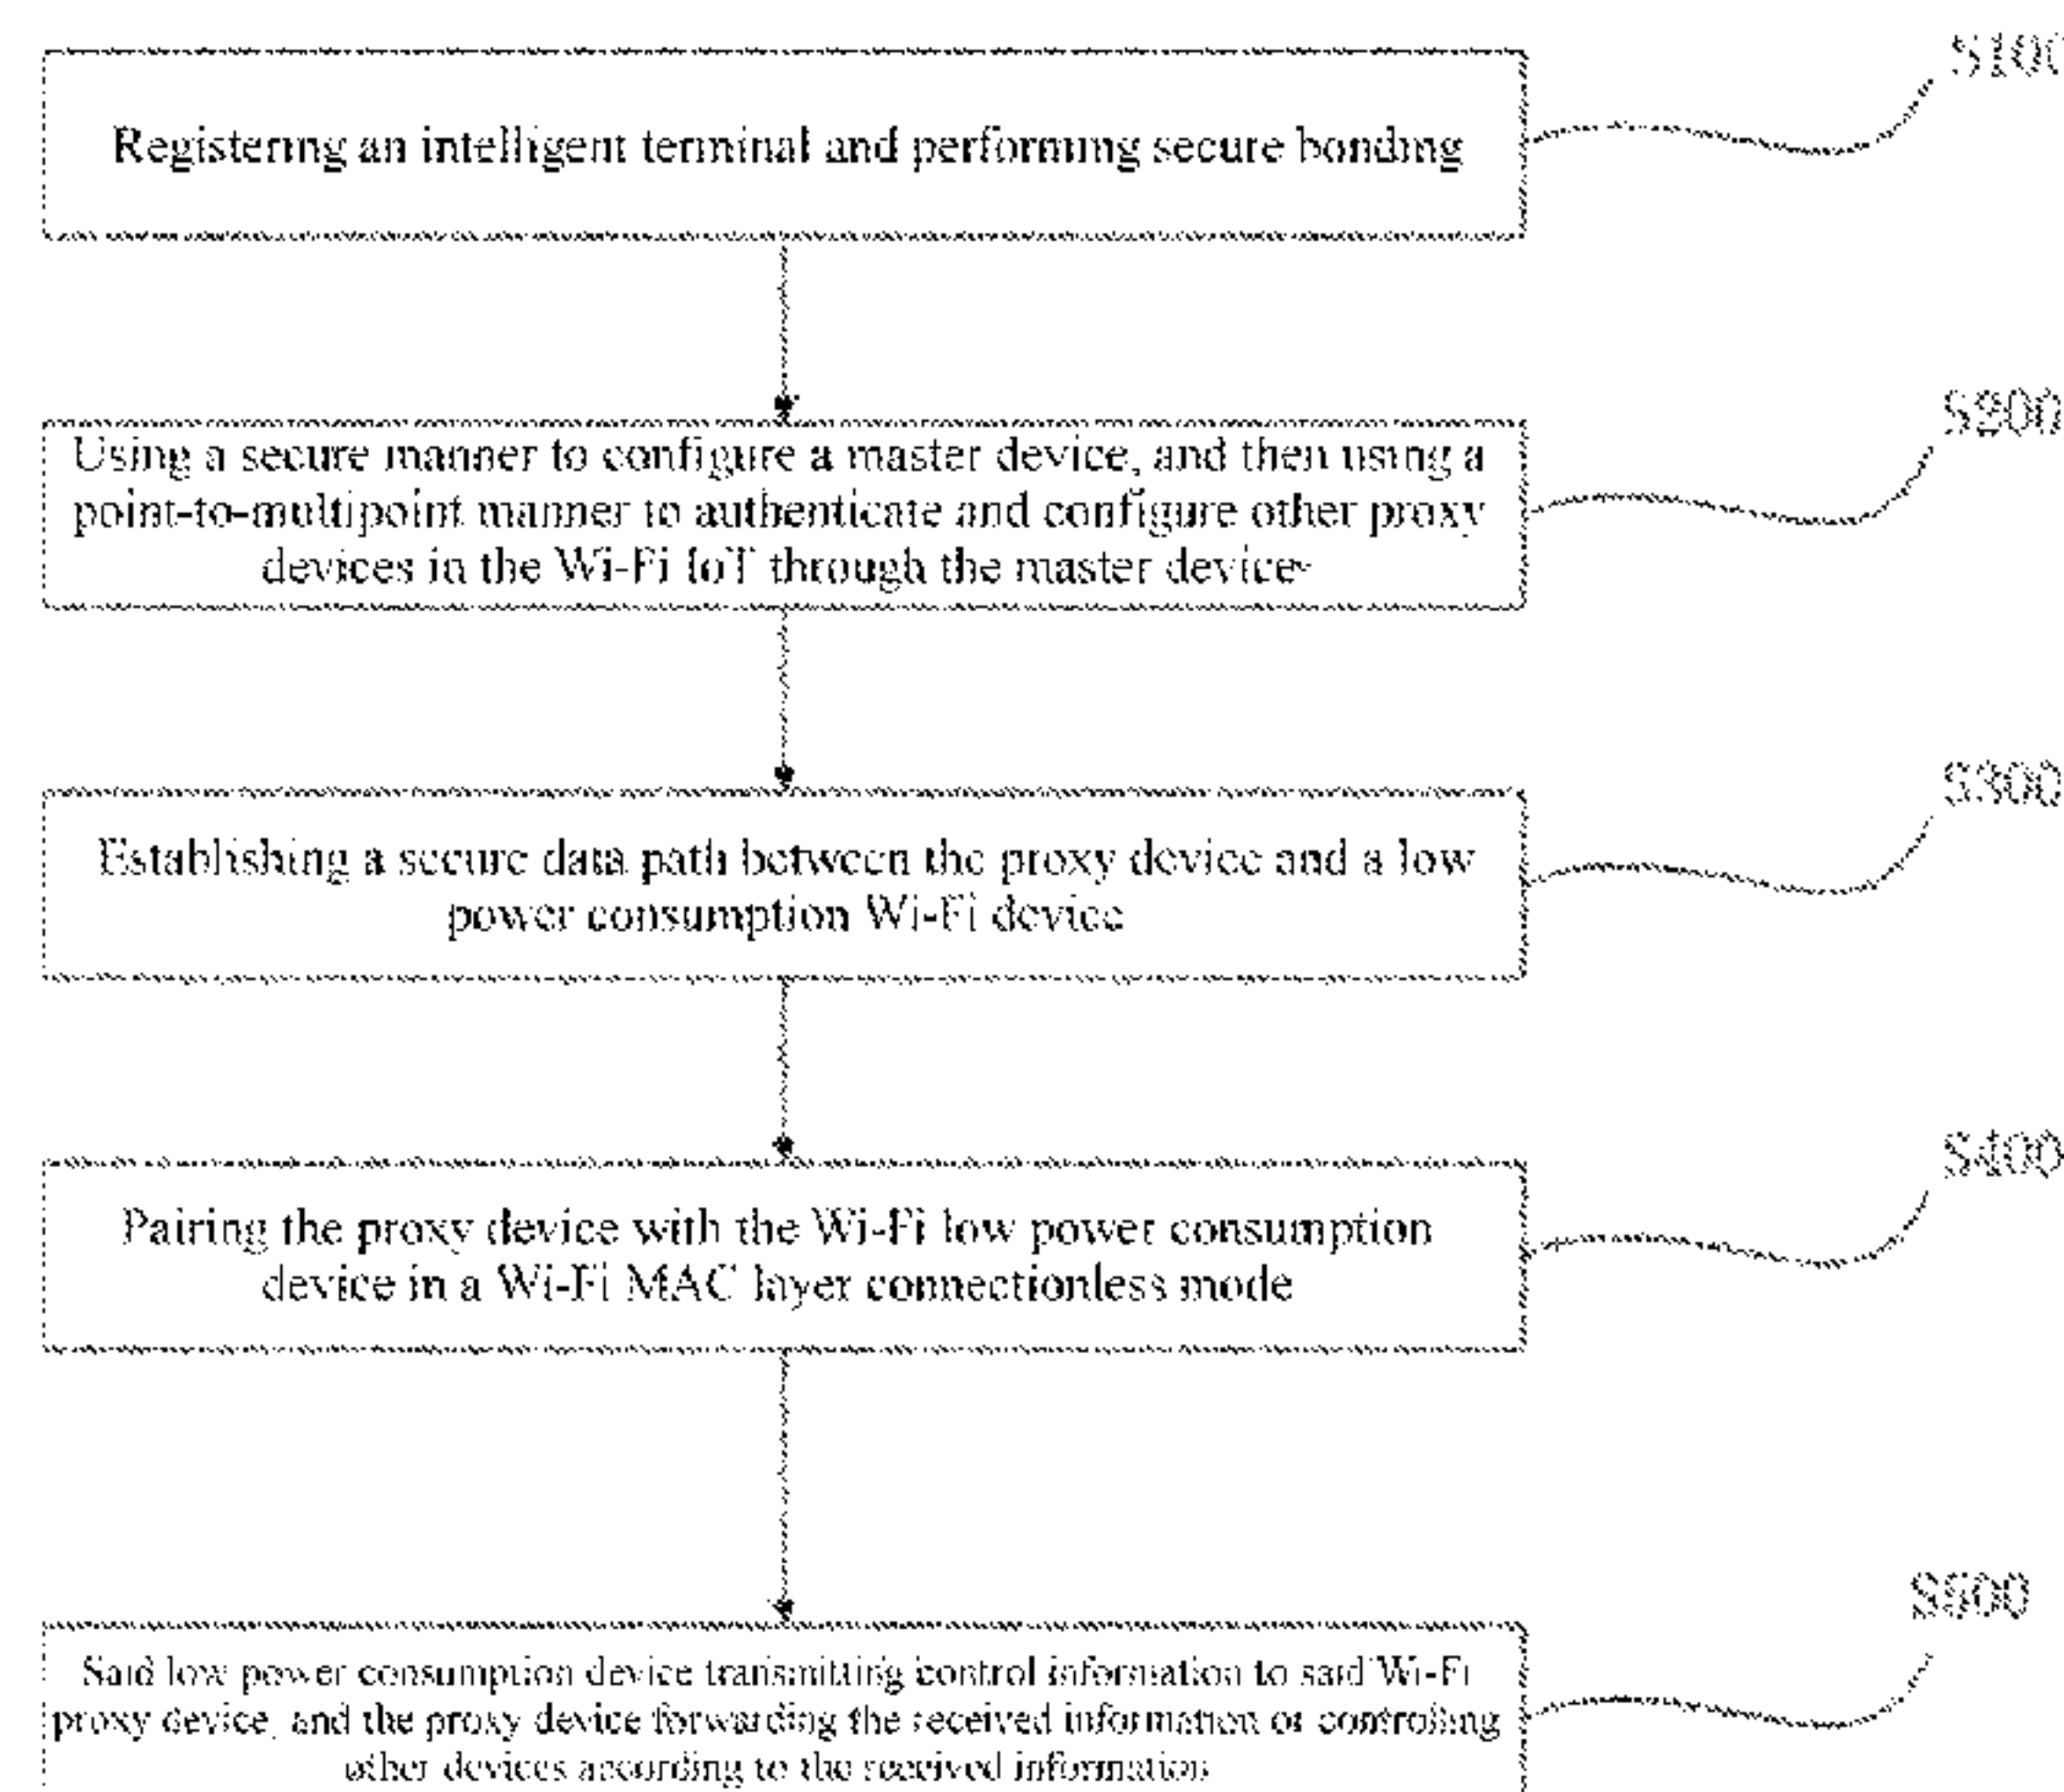 S100
Registering an intelligent terminal and performing secure bonding
S200
Using a secure manner to configure a master device, and then using a
point-to-multipoint manner to authenticate and configure other proxy
devices in the Wi-Fi IoT through the master device
S300
Establishing a secure data path between the proxy device and a low
power consumption Wi-Fi device
S400
Pairing the proxy device with the Wi-Fi low power consumption
device in a Wi-Fi MAC layer connectionless mode
S500
Said low power consumption device transmitting control information to said Wi-Fi
proxy device, and the proxy device forwarding the received information or controlling
other devices according to the received information